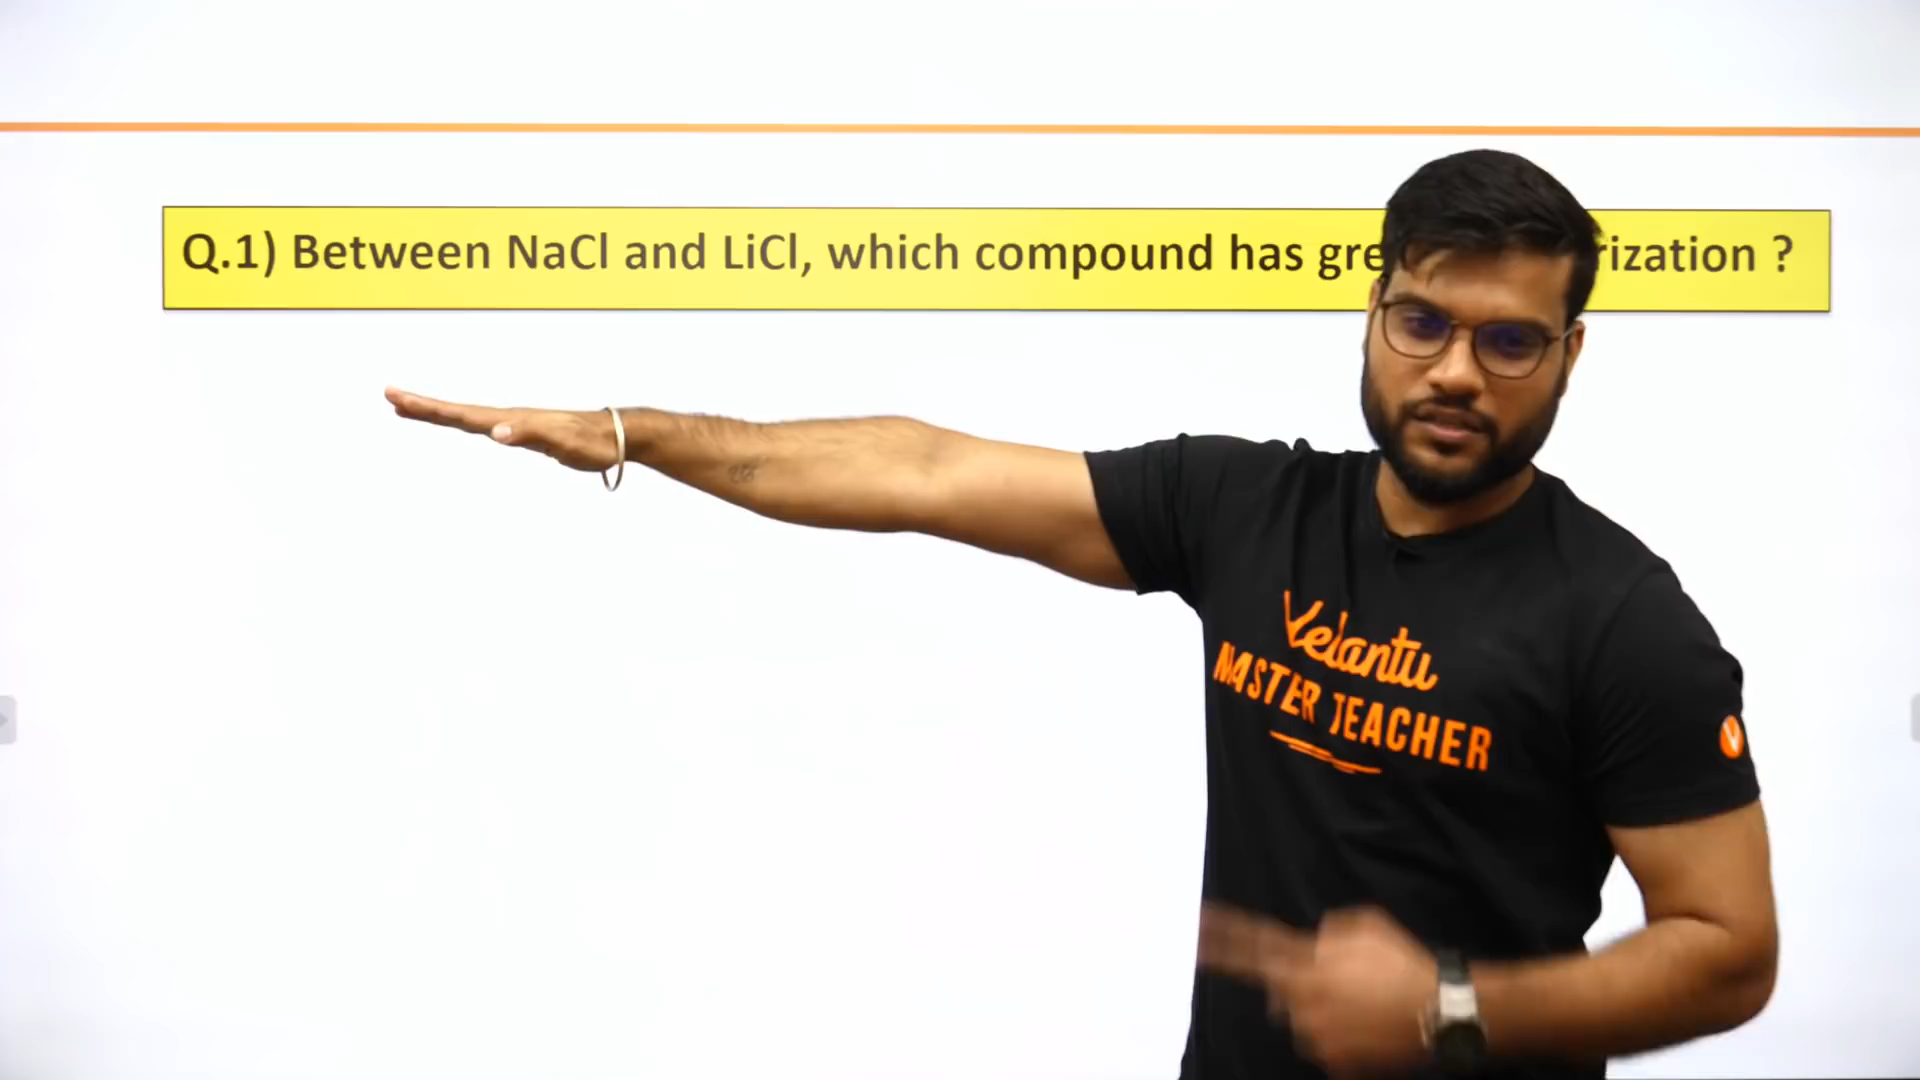 Q.1) Between NaCl and LiCl, which compound has gre rization ?
Vedantu
MASTER TEACHER
V